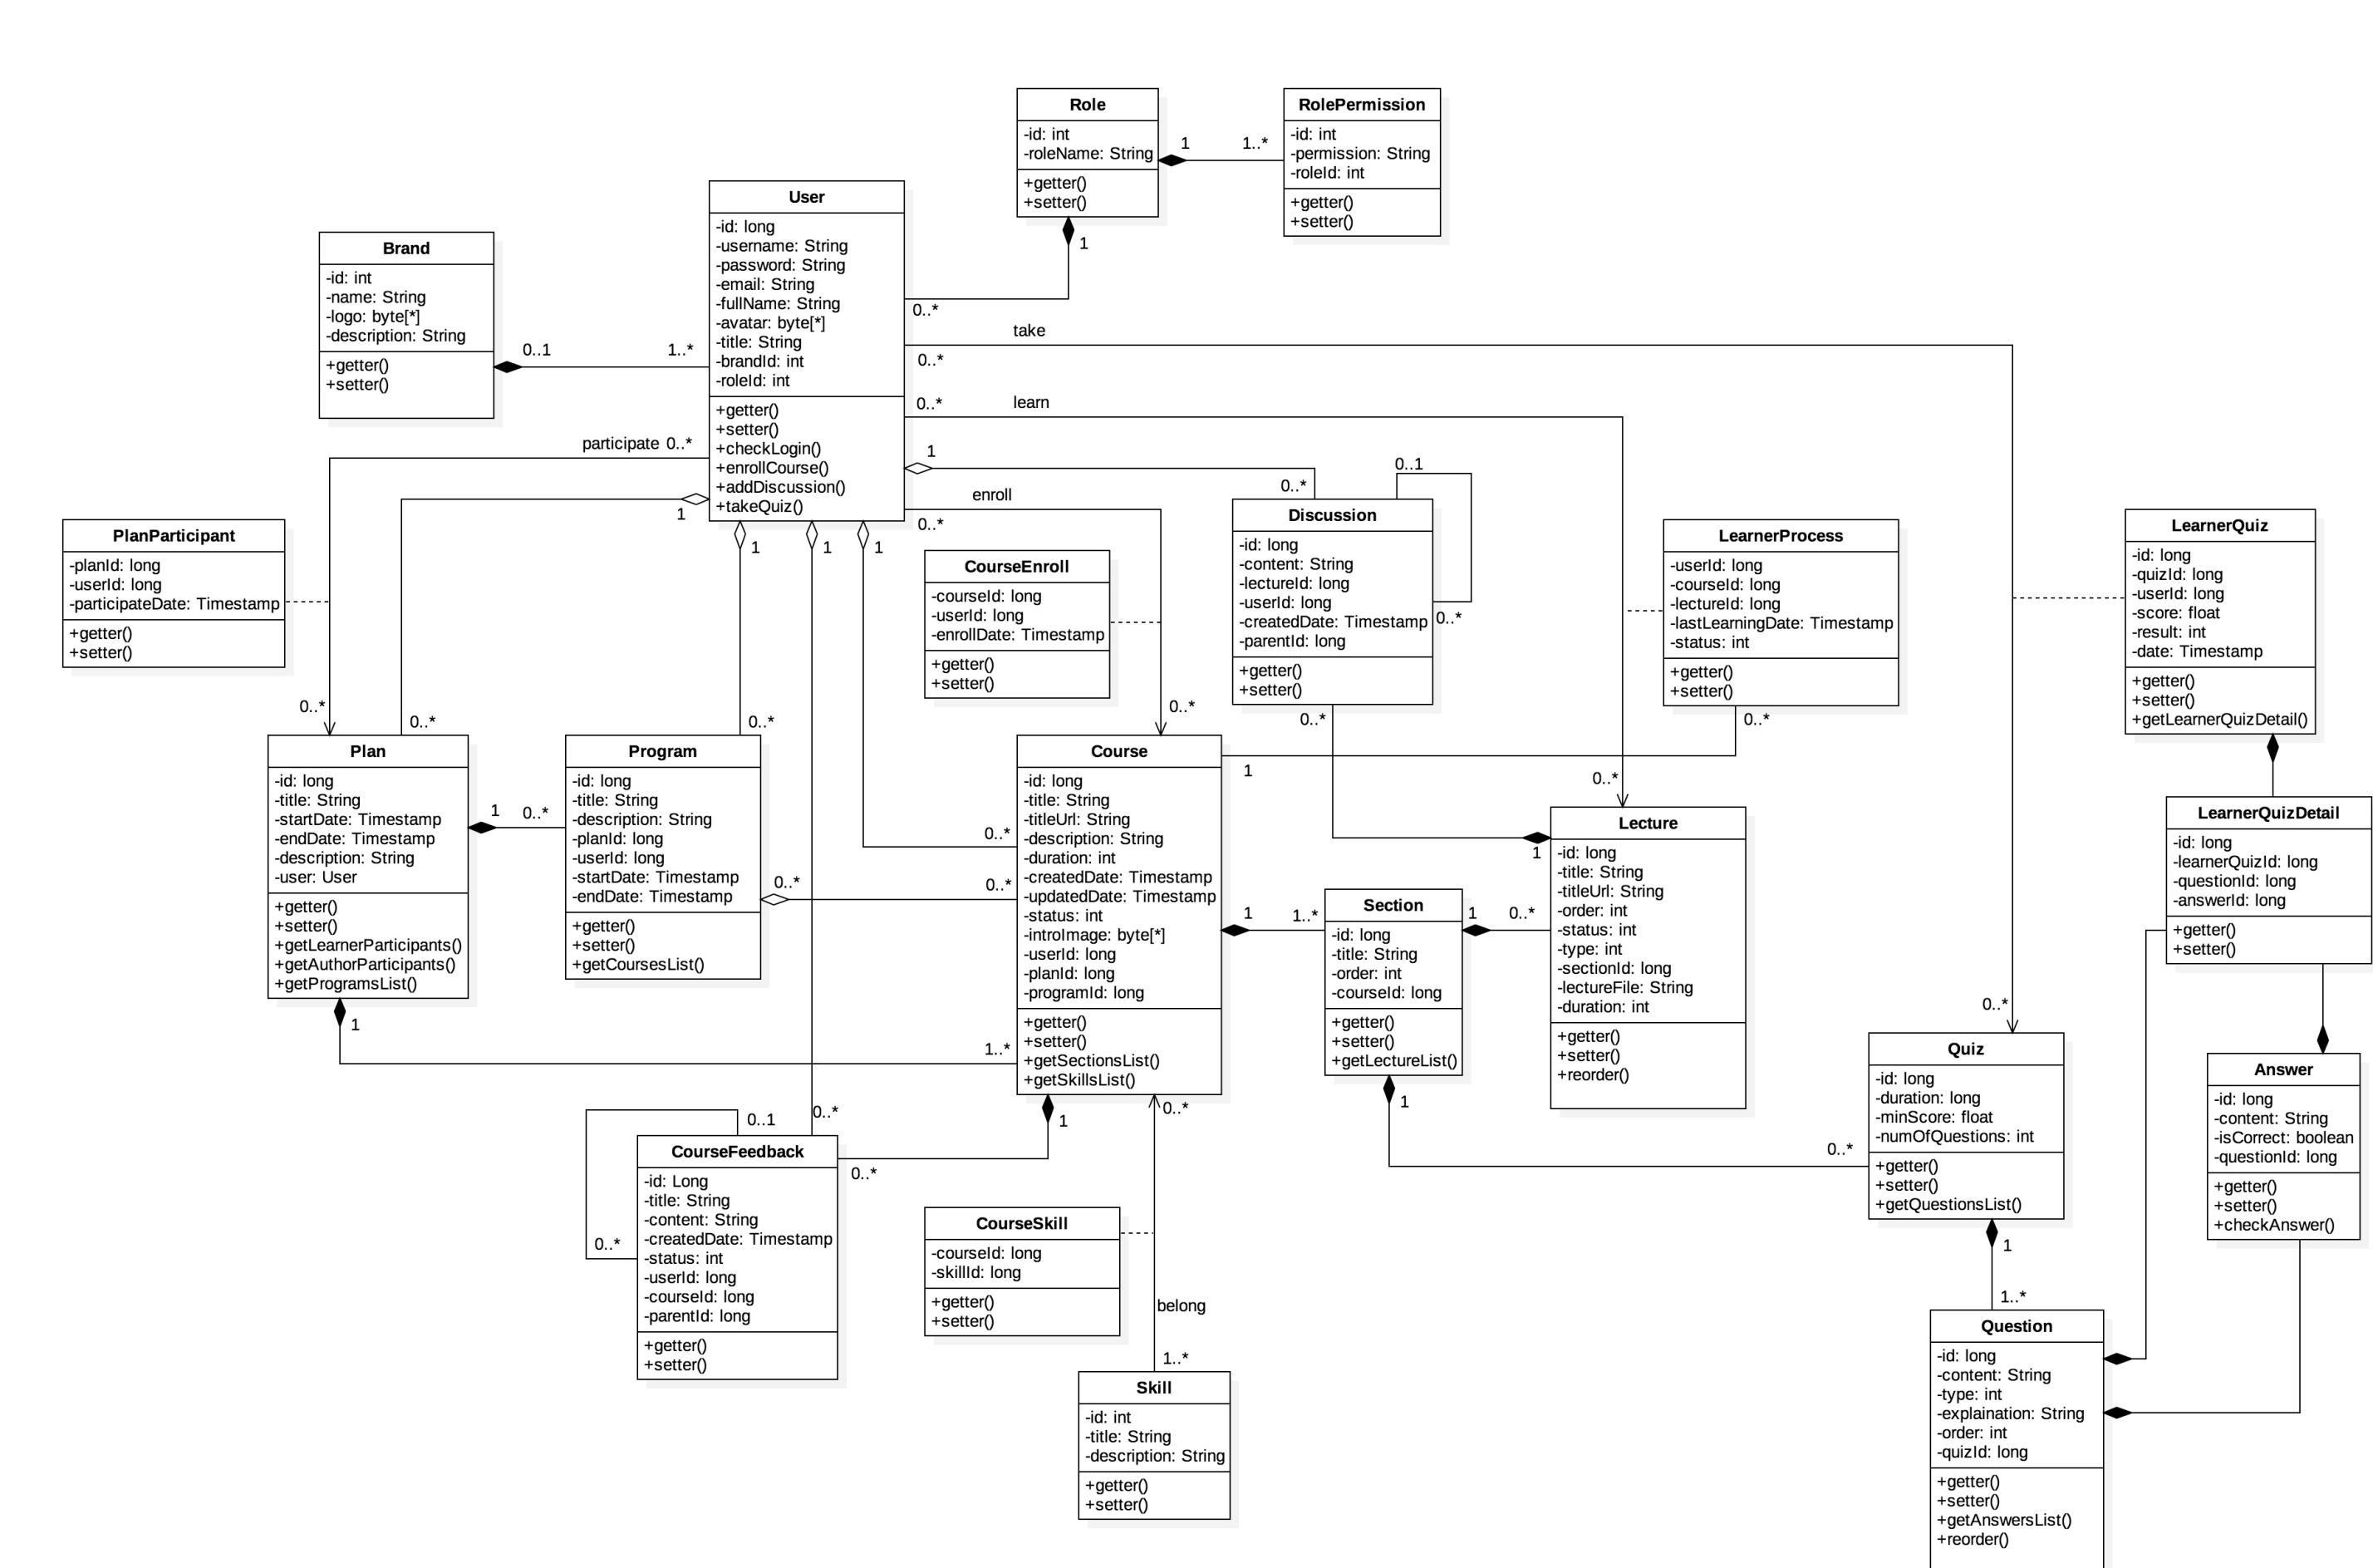 Role
-id: int
-roleName: String
+getter()
+setter()
1
1..*
RolePermission
-id: int
-permission: String
-roleId: int
+getter()
+setter()
1
0..*
User
-id: long
-username: String
-password: String
-email: String
-fullName: String
-avatar: byte[*]
-title: String
-brandId: int
-roleId: int
+getter()
+setter()
+checkLogin()
+enrollCourse()
+addDiscussion()
+takeQuiz()
Brand
-id: int
-name: String
-logo: byte[*]
-description: String
+getter()
+setter()
0..1
1..*
take
0..*
0..*
learn
participate 0..*
1
0..*
0..1
0..*
1
enroll
0..*
1
1
1
PlanParticipant
-planId: long
-userId: long
-participateDate: Timestamp
+getter()
+setter()
CourseEnroll
-courseId: long
-userId: long
-enrollDate: Timestamp
+getter()
+setter()
Discussion
-id: long
-content: String
-lectureId: long
-userId: long
-createdDate: Timestamp
-parentId: long
+getter()
+setter()
LearnerProcess
-userId: long
-courseId: long
-lectureId: long
-lastLearningDate: Timestamp
-status: int
+getter()
+setter()
LearnerQuiz
-id: long
-quizId: long
-userId: long
-score: float
-result: int
-date: Timestamp
+getter()
+setter()
+getLearnerQuizDetail()
0..*
0..*
0..*
0..*
0..*
0..*
1
0..*
Plan
-id: long
-title: String
-startDate: Timestamp
-endDate: Timestamp
-description: String
-user: User
+getter()
+setter()
+getLearnerParticipants()
+getAuthorParticipants()
+getProgramsList()
1
0..*
Program
-id: long
-title: String
-description: String
-planId: long
-userId: long
-startDate: Timestamp
-endDate: Timestamp
+getter()
+setter()
+getCoursesList()
0..*
0..*
0..*
Course
-id: long
-title: String
-titleUrl: String
-description: String
-duration: int
-createdDate: Timestamp
-updatedDate: Timestamp
-status: int
-introImage: byte[*]
-userId: long
-planId: long
-programId: long
+getter()
+setter()
+getSectionsList()
+getSkillsList()
1
1..*
Section
-id: long
-title: String
-order: int
-courseId: long
+getter()
+setter()
+getLectureList()
1
0..*
1
Lecture
-id: long
-title: String
-titleUrl: String
-order: int
-status: int
-type: int
-sectionId: long
-lectureFile: String
-duration: int
+getter()
+setter()
+reorder()
LearnerQuizDetail
-id: long
-learnerQuizId: long
-questionId: long
-answerId: long
+getter()
+setter()
0..*
1
1..*
1
0..*
Quiz
-id: long
-duration: long
-minScore: float
-numOfQuestions: int
+getter()
+setter()
+getQuestionsList()
Answer
-id: long
-content: String
-isCorrect: boolean
-questionId: long
+getter()
+setter()
+checkAnswer()
0..1
0..*
0..*
0..*
1
0..*
CourseFeedback
-id: Long
-title: String
-content: String
-createdDate: Timestamp
-status: int
-userId: long
-courseId: long
-parentId: long
+getter()
+setter()
CourseSkill
-courseId: long
-skillId: long
+getter()
+setter()
belong
1..*
Skill
-id: int
-title: String
-description: String
+getter()
+setter()
1
1..*
Question
-id: long
-content: String
-type: int
-explaination: String
-order: int
-quizId: long
+getter()
+setter()
+getAnswersList()
+reorder()